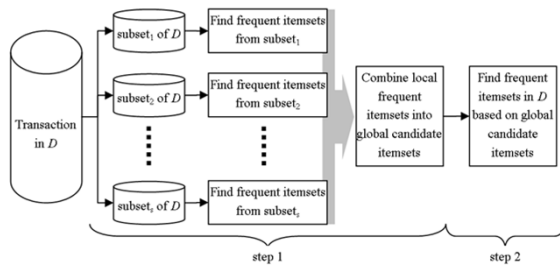 Transaction
in D
subset₁ of D
Find frequent itemsets
from subset₁
subset₂ of D
Find frequent itemsets
from subset₂
subsetₛ of D
Find frequent itemsets
from subsetₛ
Combine local
frequent
itemsets into
global candidate
itemsets
Find frequent
itemsets in D
based on global
candidate
itemsets
step 1
step 2